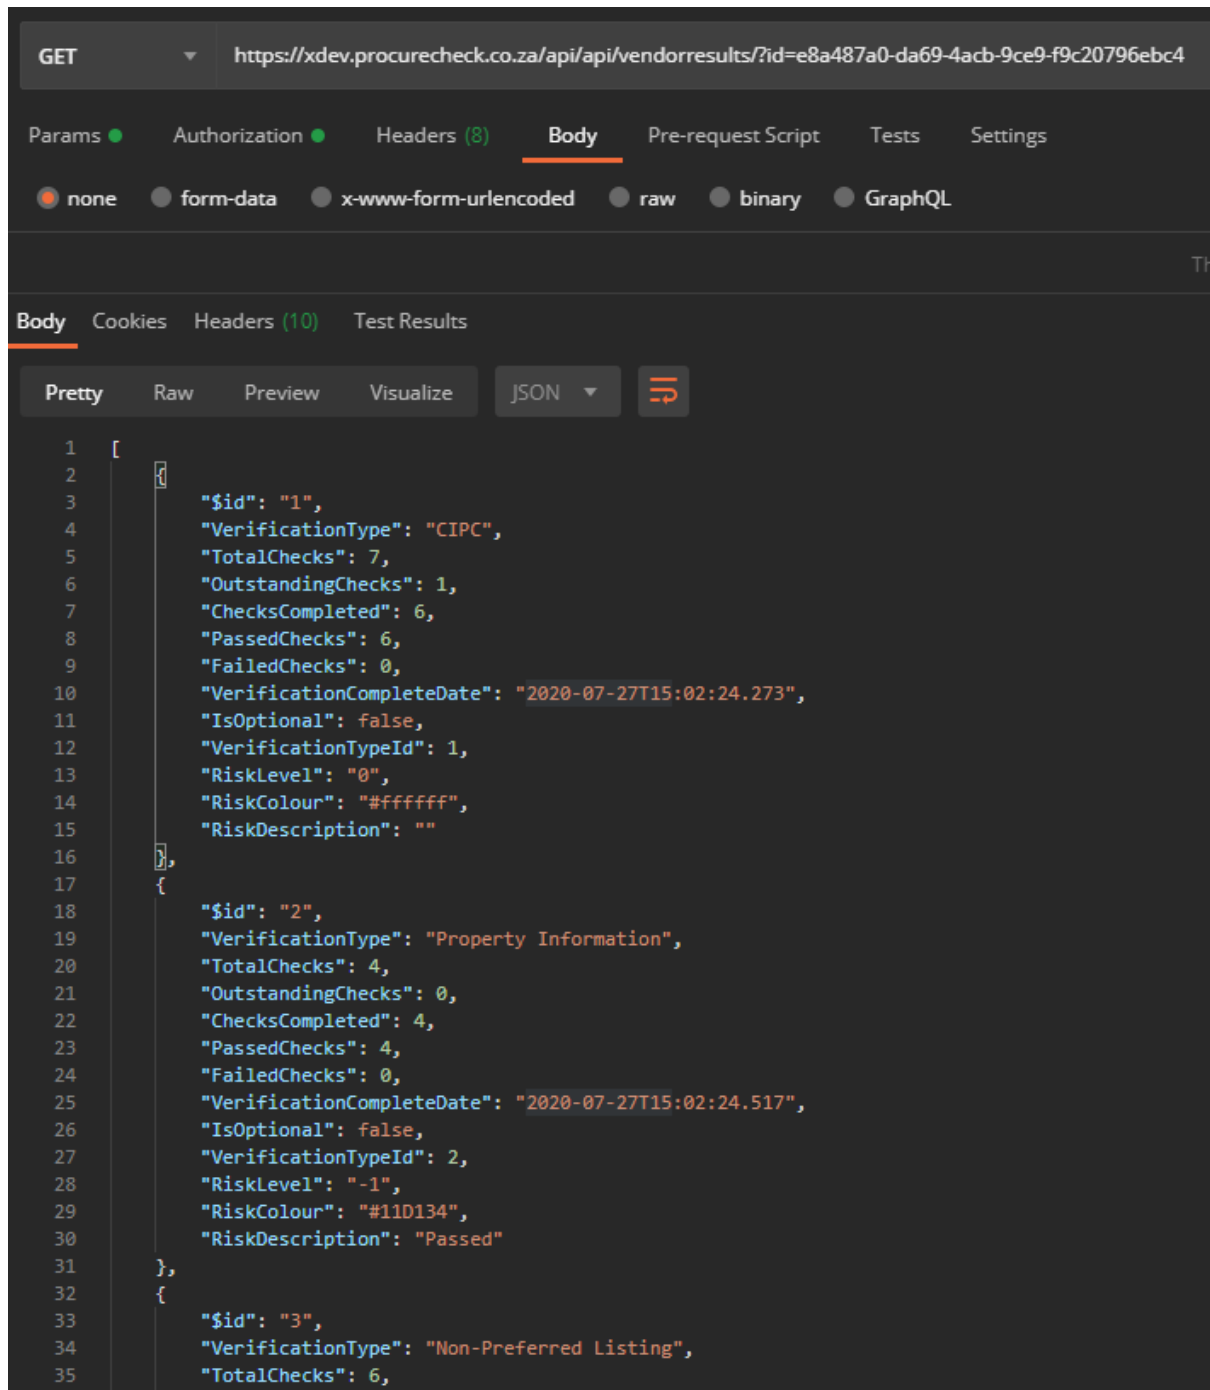 GET https://xdev.procurecheck.co.za/api/api/vendorresults/?id=e8a487a0-da69-4acb-9ce9-f9c20796ebc4
Params Authorization Headers (8) Body Pre-request Script Tests Settings
none form-data x-www-form-urlencoded raw binary GraphQL
Body Cookies Headers (10) Test Results
Pretty Raw Preview Visualize JSON
1 [
2 {
3 "$id": "1",
4 "VerificationType": "CIPC",
5 "TotalChecks": 7,
6 "OutstandingChecks": 1,
7 "ChecksCompleted": 6,
8 "PassedChecks": 6,
9 "FailedChecks": 0,
10 "VerificationCompleteDate": "2020-07-27T15:02:24.273",
11 "IsOptional": false,
12 "VerificationTypeId": 1,
13 "RiskLevel": "0",
14 "RiskColour": "#ffffff",
15 "RiskDescription": ""
16 },
17 {
18 "$id": "2",
19 "VerificationType": "Property Information",
20 "TotalChecks": 4,
21 "OutstandingChecks": 0,
22 "ChecksCompleted": 4,
23 "PassedChecks": 4,
24 "FailedChecks": 0,
25 "VerificationCompleteDate": "2020-07-27T15:02:24.517",
26 "IsOptional": false,
27 "VerificationTypeId": 2,
28 "RiskLevel": "-1",
29 "RiskColour": "#11D134",
30 "RiskDescription": "Passed"
31 },
32 {
33 "$id": "3",
34 "VerificationType": "Non-Preferred Listing",
35 "TotalChecks": 6,